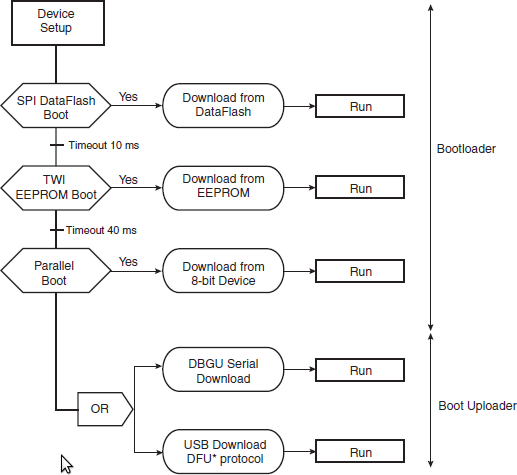 Device
Setup
SPI DataFlash
Boot
Yes
Download from
DataFlash
Run
Timeout 10 ms
Bootloader
TWI
EEPROM Boot
Yes
Download from
EEPROM
Run
Timeout 40 ms
Parallel
Boot
Yes
Download from
8-bit Device
Run
DBGU Serial
Download
Run
OR
Boot Uploader
USB Download
DFU* protocol
Run